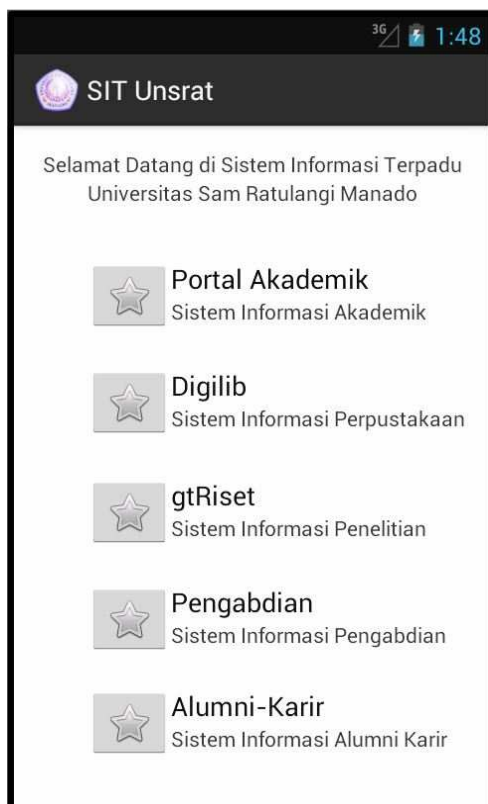 3G 1:48
SIT Unsrat
Selamat Datang di Sistem Informasi Terpadu
Universitas Sam Ratulangi Manado
Portal Akademik
Sistem Informasi Akademik
Digilib
Sistem Informasi Perpustakaan
gtRiset
Sistem Informasi Penelitian
Pengabdian
Sistem Informasi Pengabdian
Alumni-Karir
Sistem Informasi Alumni Karir